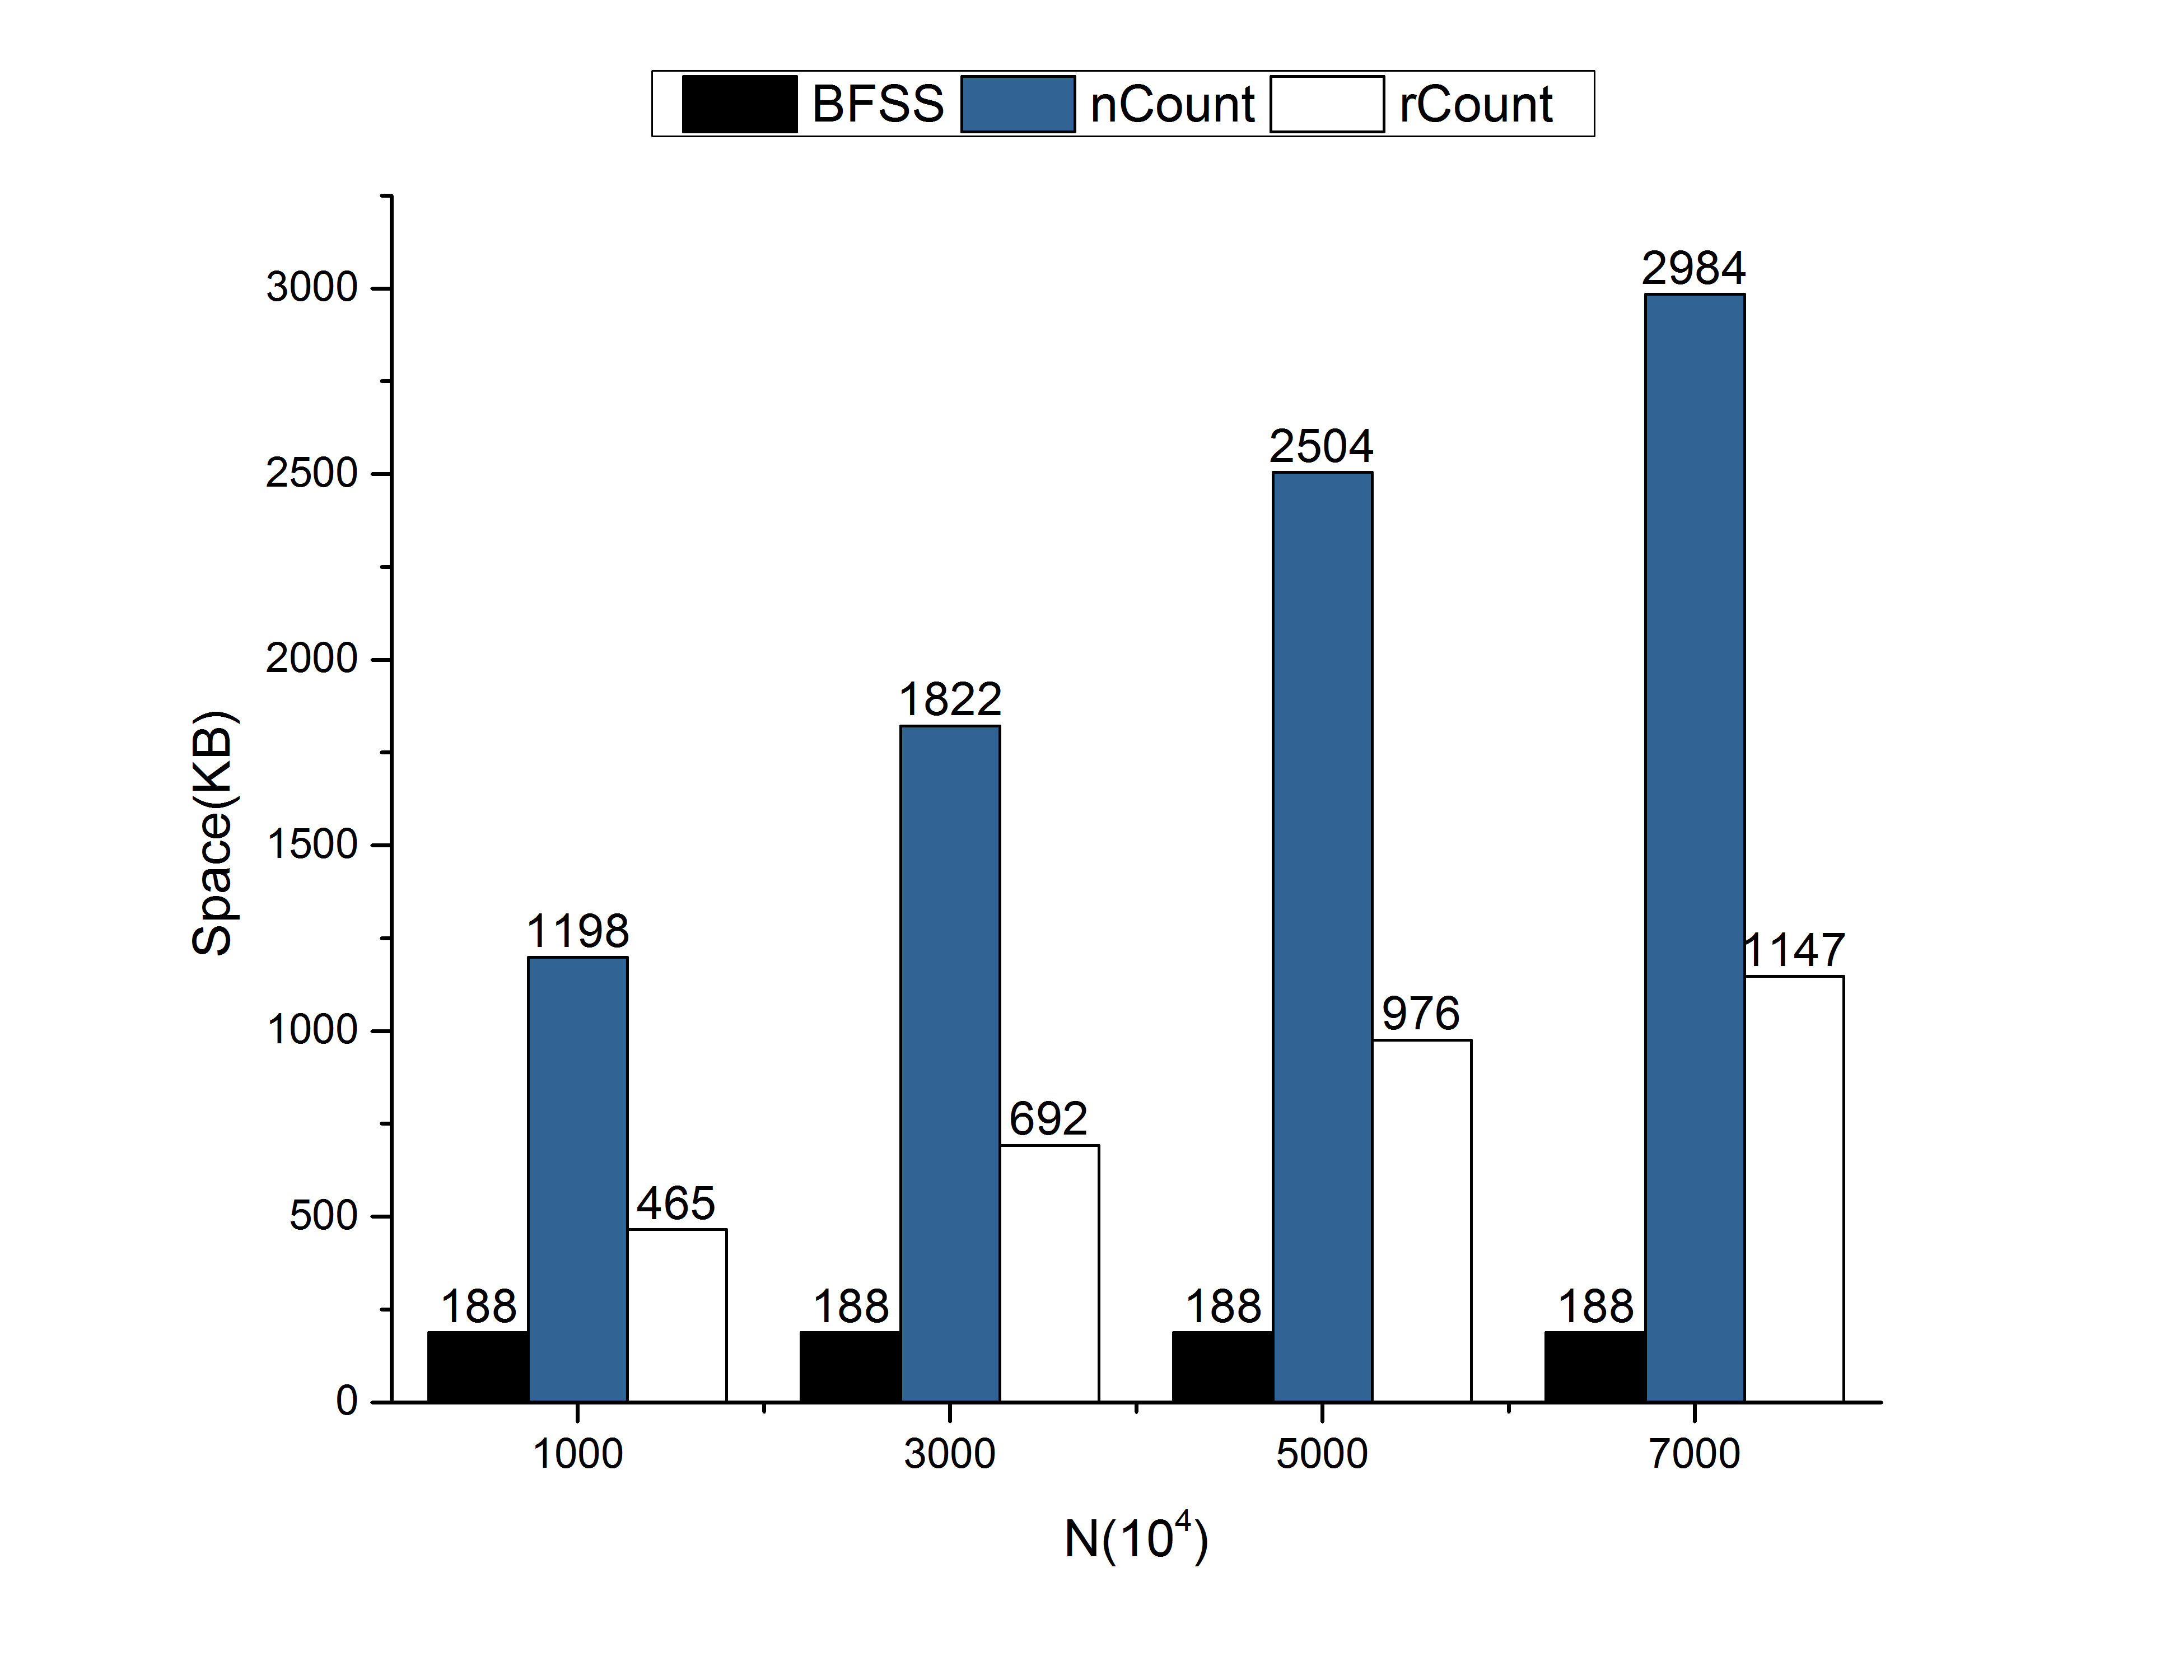 BFSS nCount rCount
Space(KB)
3000
2500
2000
1500
1000
500
0
188 1198 465
188 1822 692
188 2504 976
188 2984 1147
1000 3000 5000 7000
N(10⁴)